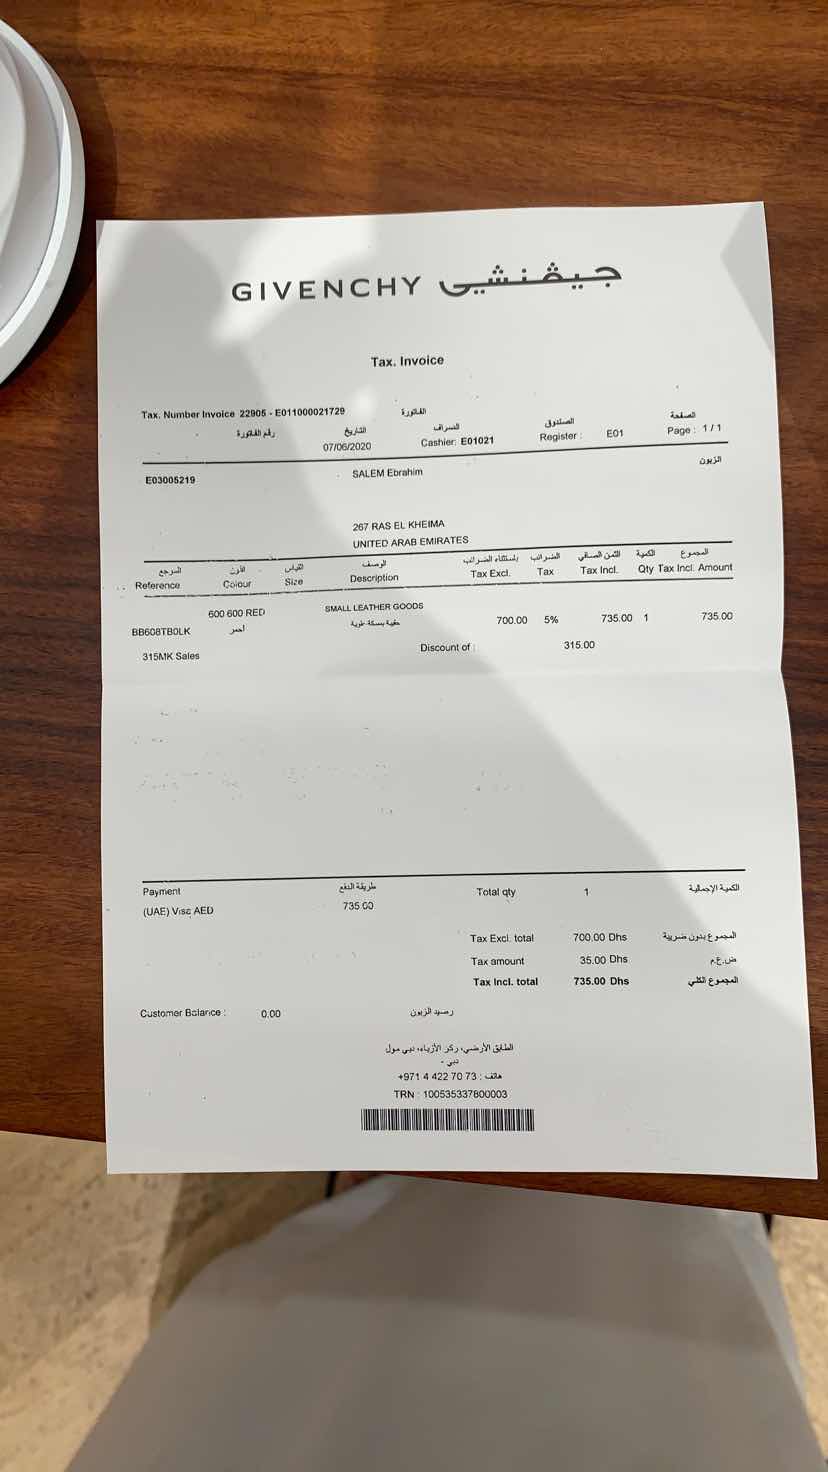 GIVENCHY جيڤنشي
Tax. Invoice
Tax. Number Invoice 22905 - E011000021729 الفاتورة
رقم الفاتورة التاريخ الصراف الصندوق الصفحة
07/06/2020 Cashier: E01021 Register : E01 Page : 1 / 1
E03005219 SALEM Ebrahim الزبون
267 RAS EL KHEIMA
UNITED ARAB EMIRATES
المرجع اللون القياس الوصف باستثناء الضرائب الضرائب الثمن الصافي الكمية المجموع
Reference Colour Size Description Tax Excl. Tax Tax Incl. Qty Tax Incl. Amount
600 600 RED SMALL LEATHER GOODS
BB608TB0LK أحمر 700.00 5% 735.00 1 735.00
315MK Sales Discount of : 315.00
Payment طريقة الدفع Total qty 1 الكمية الإجمالية
(UAE) Visa AED 735.00
Tax Excl. total 700.00 Dhs المجموع بدون ضريبة
Tax amount 35.00 Dhs ض.ع.م
Tax Incl. total 735.00 Dhs المجموع الكلي
Customer Balance : 0.00 رصيد الزبون
الطابق الأرضي، ركز الأزياء، دبي مول
دبي -
هاتف : 73 70 422 4 971+
TRN : 100535337800003